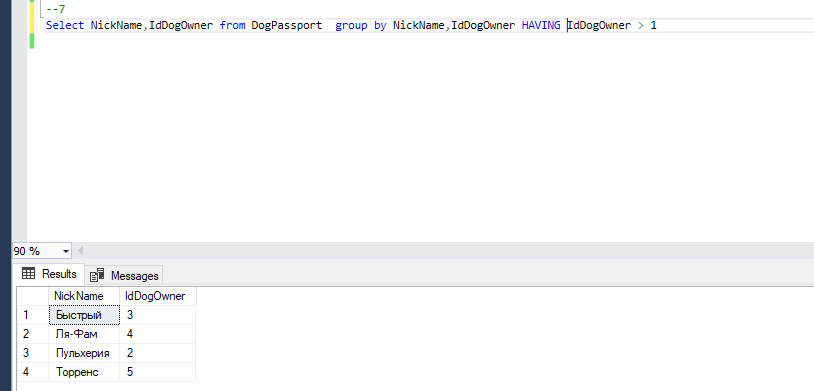 --7
Select NickName,IdDogOwner from DogPassport  group by NickName,IdDogOwner HAVING IdDogOwner > 1
90 %
Results Messages
NickName IdDogOwner
1 Быстрый 3
2 Ля-Фам 4
3 Пульхерия 2
4 Торренс 5